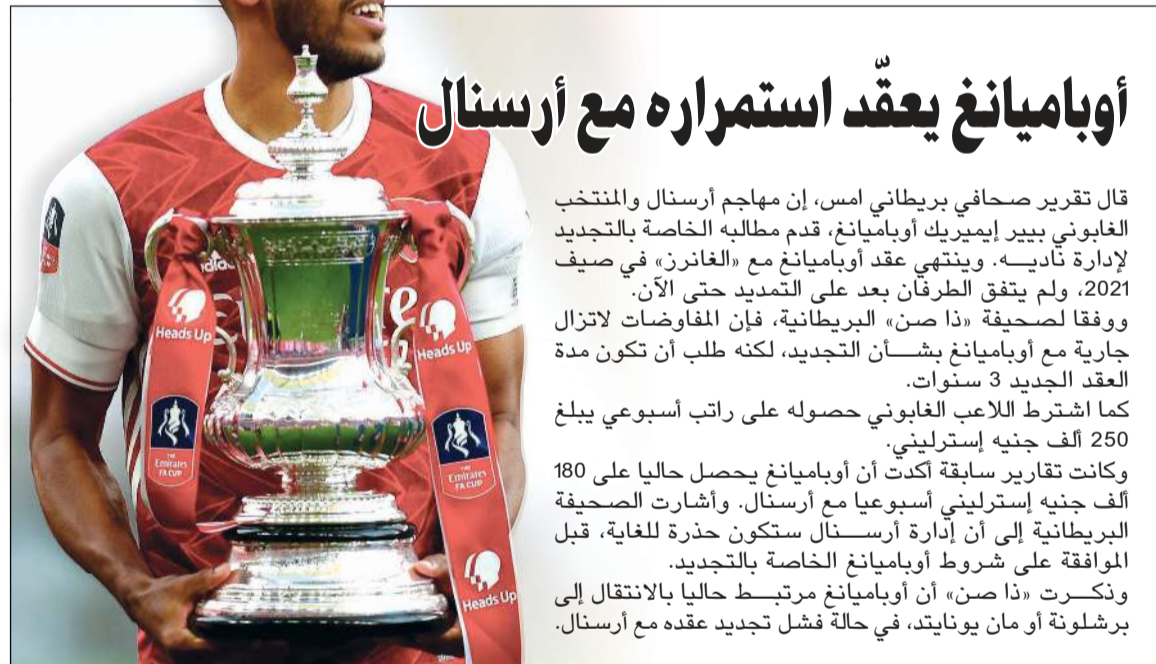 أوباميانغ يعقّد استمراره مع أرسنال
قال تقرير صحافي بريطاني امس، إن مهاجم أرسنال والمنتخب
الغابوني بيير إيميريك أوباميانغ، قدم مطالبه الخاصة بالتجديد
لإدارة ناديه. وينتهي عقد أوباميانغ مع «الغانرز» في صيف
2021، ولم يتفق الطرفان بعد على التمديد حتى الآن.
ووفقا لصحيفة «ذا صن» البريطانية، فإن المفاوضات لاتزال
جارية مع أوباميانغ بشأن التجديد، لكنه طلب أن تكون مدة
العقد الجديد 3 سنوات.
كما اشترط اللاعب الغابوني حصوله على راتب أسبوعي يبلغ
250 ألف جنيه إسترليني.
وكانت تقارير سابقة أكدت أن أوباميانغ يحصل حاليا على 180
ألف جنيه إسترليني أسبوعيا مع أرسنال. وأشارت الصحيفة
البريطانية إلى أن إدارة أرسنال ستكون حذرة للغاية، قبل
الموافقة على شروط أوباميانغ الخاصة بالتجديد.
وذكرت «ذا صن» أن أوباميانغ مرتبط حاليا بالانتقال إلى
برشلونة أو مان يونايتد، في حالة فشل تجديد عقده مع أرسنال.
adidas
Heads Up
Heads Up
THE
Emirates
FA CUP
THE
Emirates
FA CUP
Heads Up